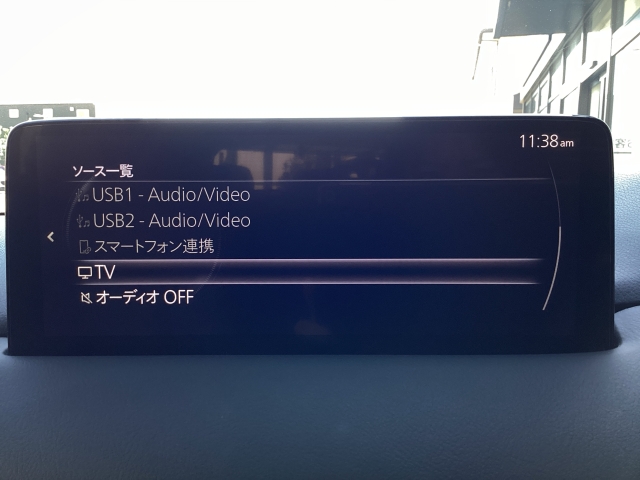 11:38am
ソース一覧
USB1 - Audio/Video
USB2 - Audio/Video
スマートフォン連携
TV
オーディオ OFF